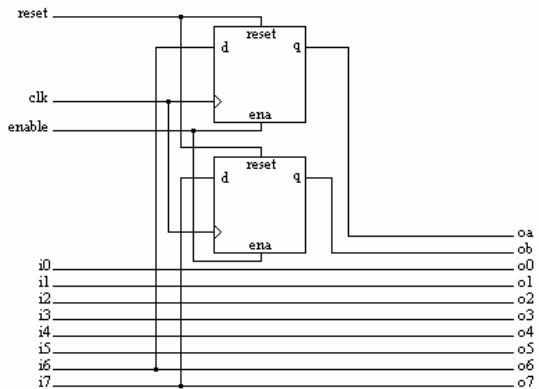 reset
reset
d q
clk
ena
enable
reset
d q
ena
oa
ob
i0 o0
i1 o1
i2 o2
i3 o3
i4 o4
i5 o5
i6 o6
i7 o7